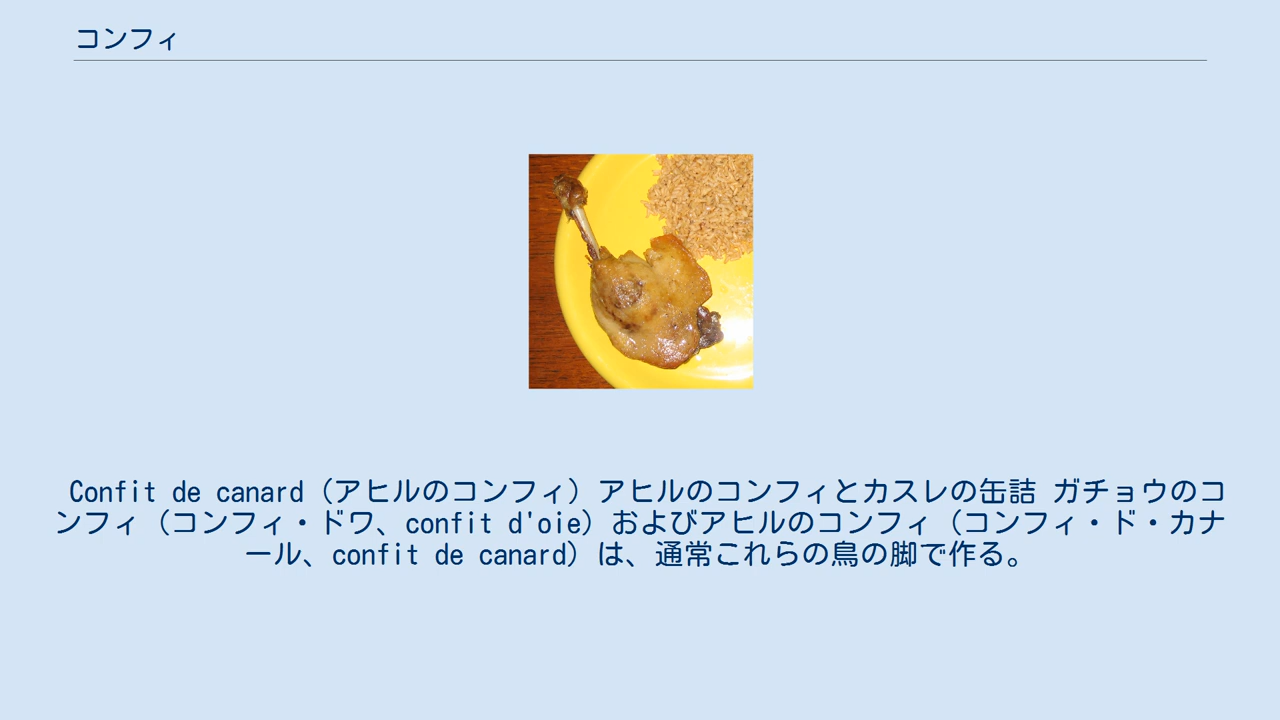 コンフィ
Confit de canard（アヒルのコンフィ）アヒルのコンフィとカスレの缶詰 ガチョウのコ
ンフィ（コンフィ・ドワ、confit d'oie）およびアヒルのコンフィ（コンフィ・ド・カナ
ール、confit de canard）は、通常これらの鳥の脚で作る。